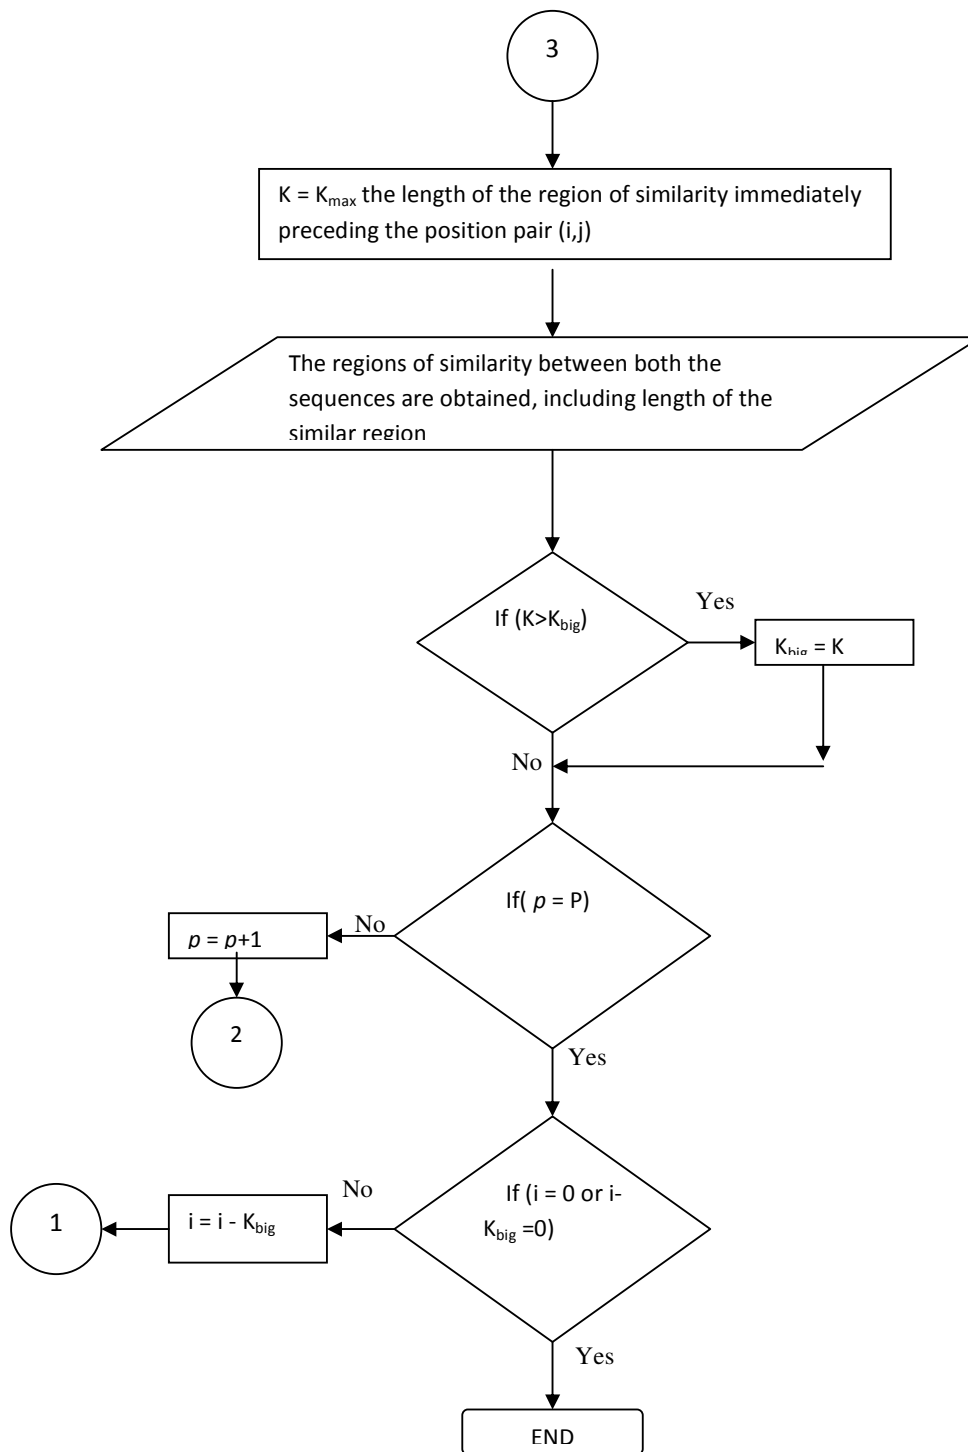 3
K = Kmax the length of the region of similarity immediately
preceding the position pair (i,j)
The regions of similarity between both the
sequences are obtained, including length of the
similar region
If (K>Kbig)
Yes
Kbig = K
No
If( p = P)
No
p = p+1
2
Yes
If (i = 0 or i-
Kbig =0)
No
i = i - Kbig
1
Yes
END